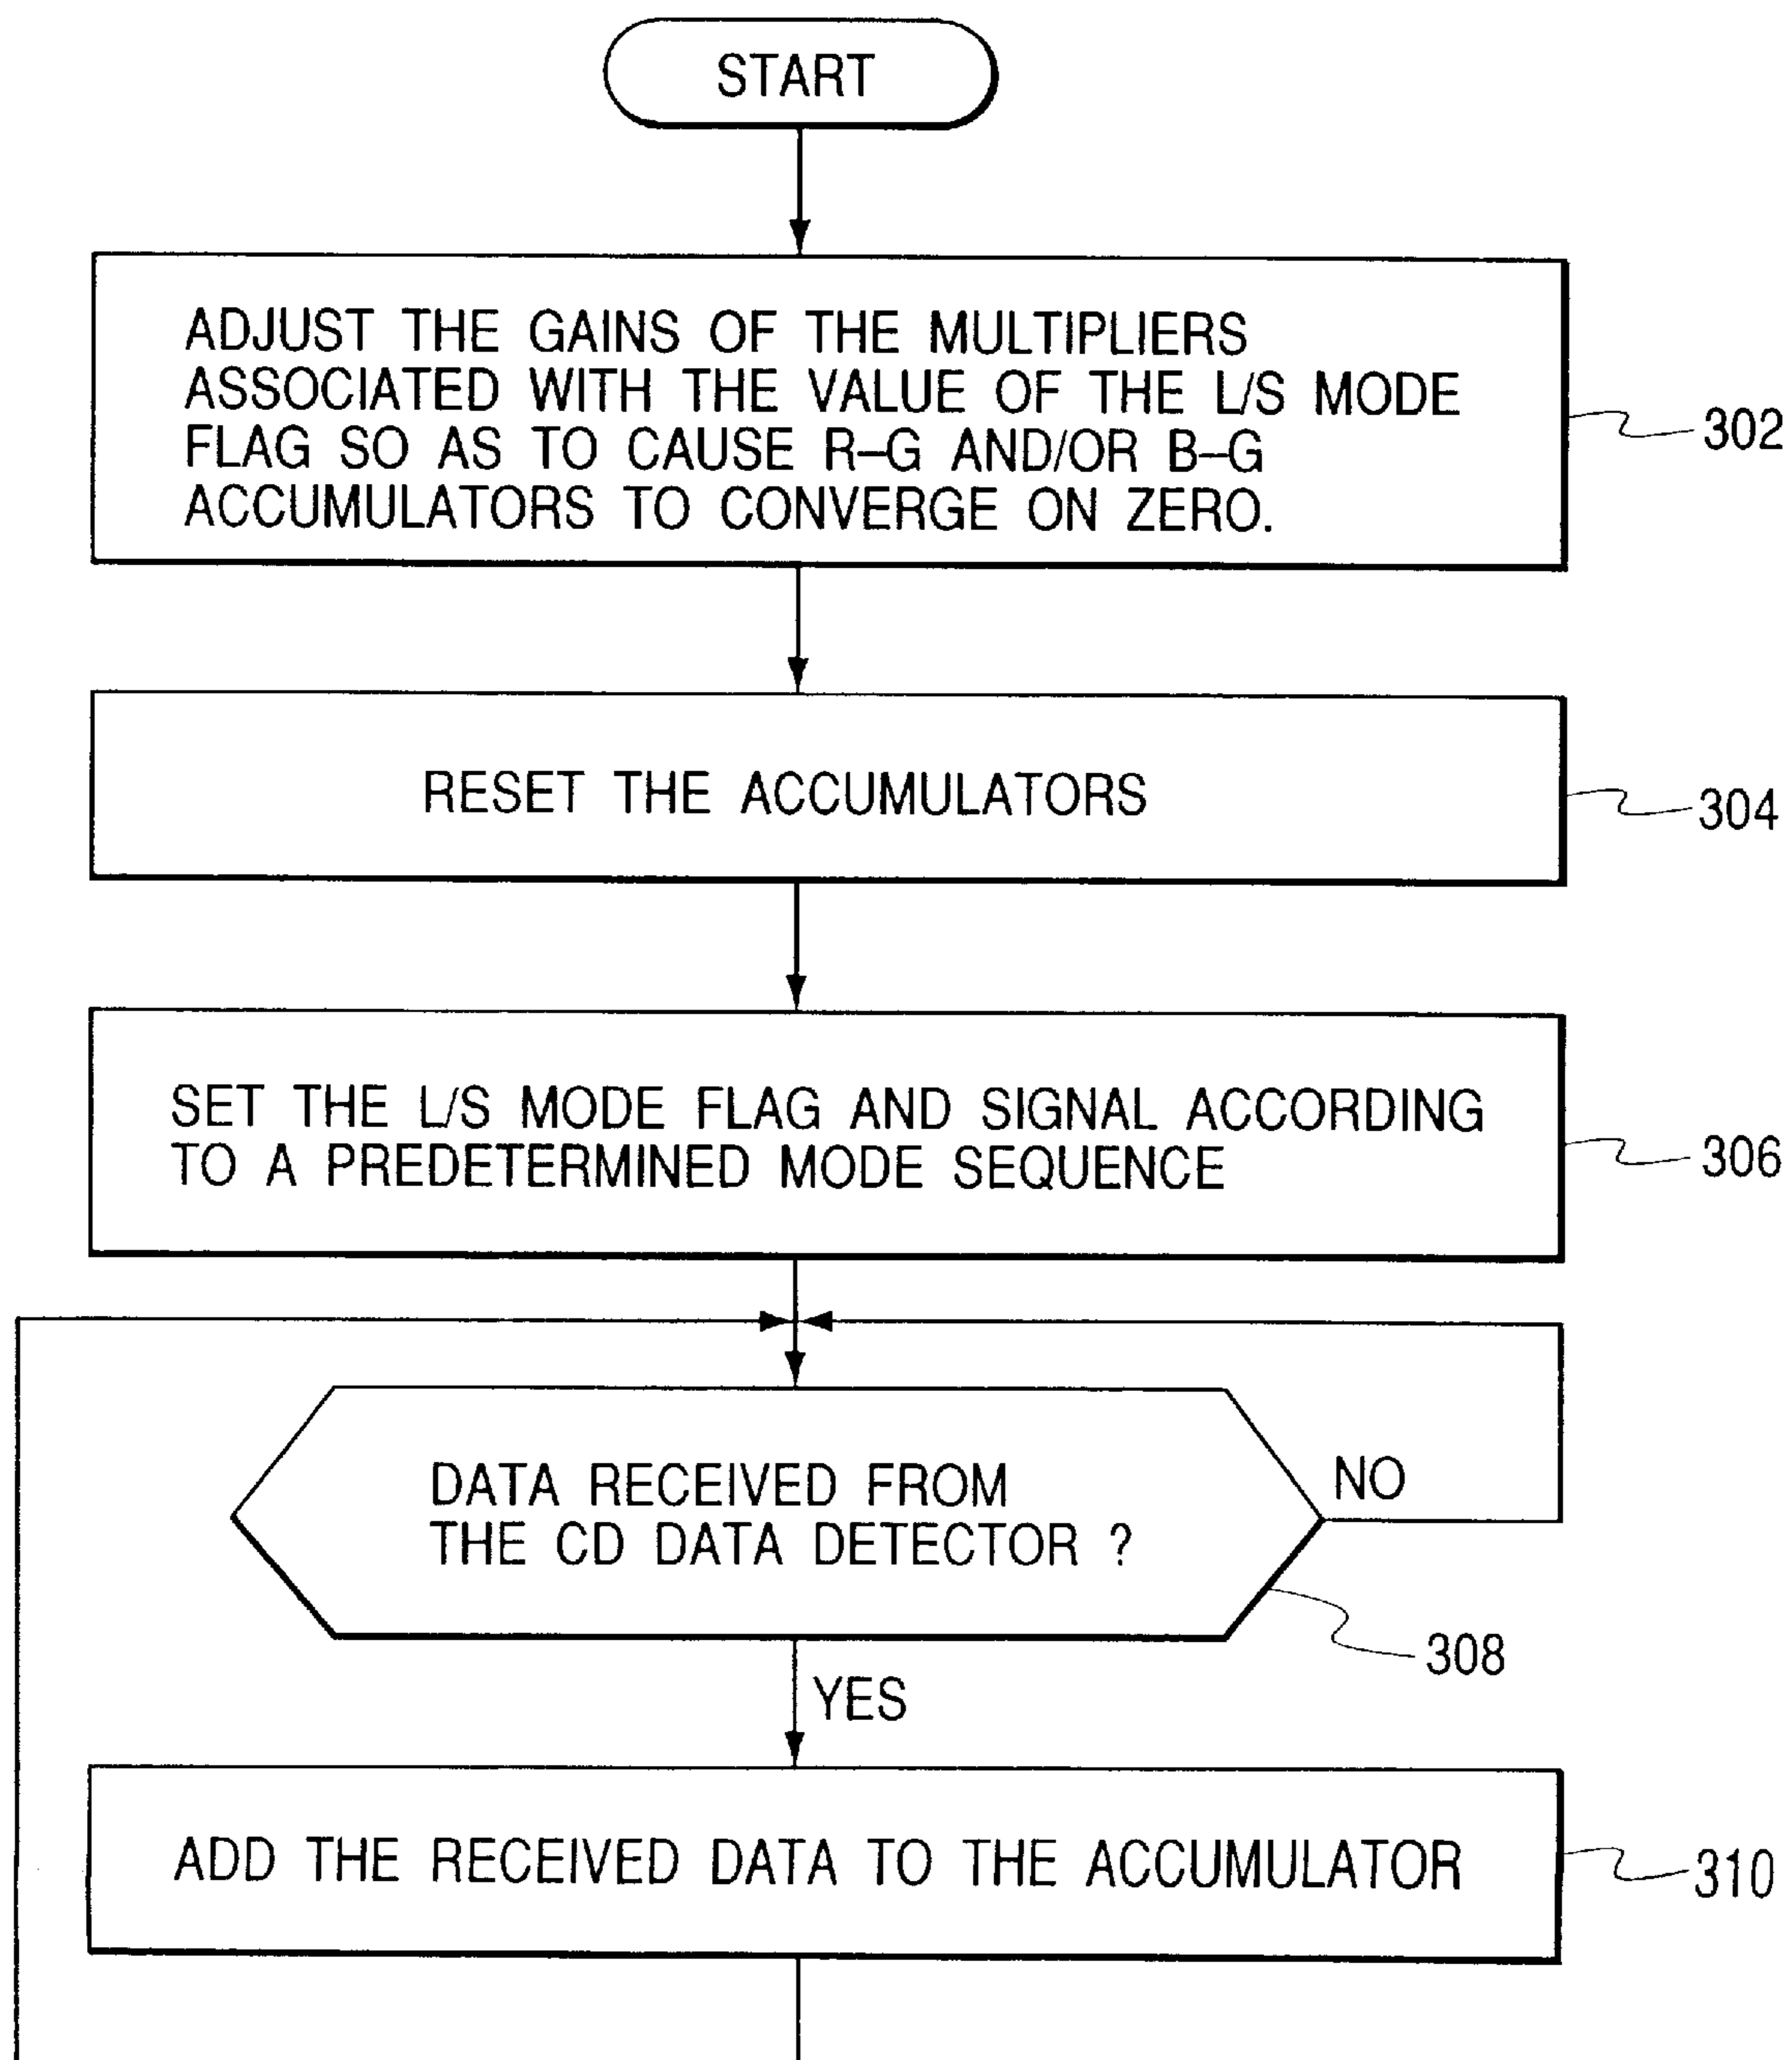 START
ADJUST THE GAINS OF THE MULTIPLIERS
ASSOCIATED WITH THE VALUE OF THE L/S MODE
FLAG SO AS TO CAUSE R–G AND/OR B–G
ACCUMULATORS TO CONVERGE ON ZERO.
302
RESET THE ACCUMULATORS
304
SET THE L/S MODE FLAG AND SIGNAL ACCORDING
TO A PREDETERMINED MODE SEQUENCE
306
DATA RECEIVED FROM
THE CD DATA DETECTOR ?
NO
308
YES
ADD THE RECEIVED DATA TO THE ACCUMULATOR
310